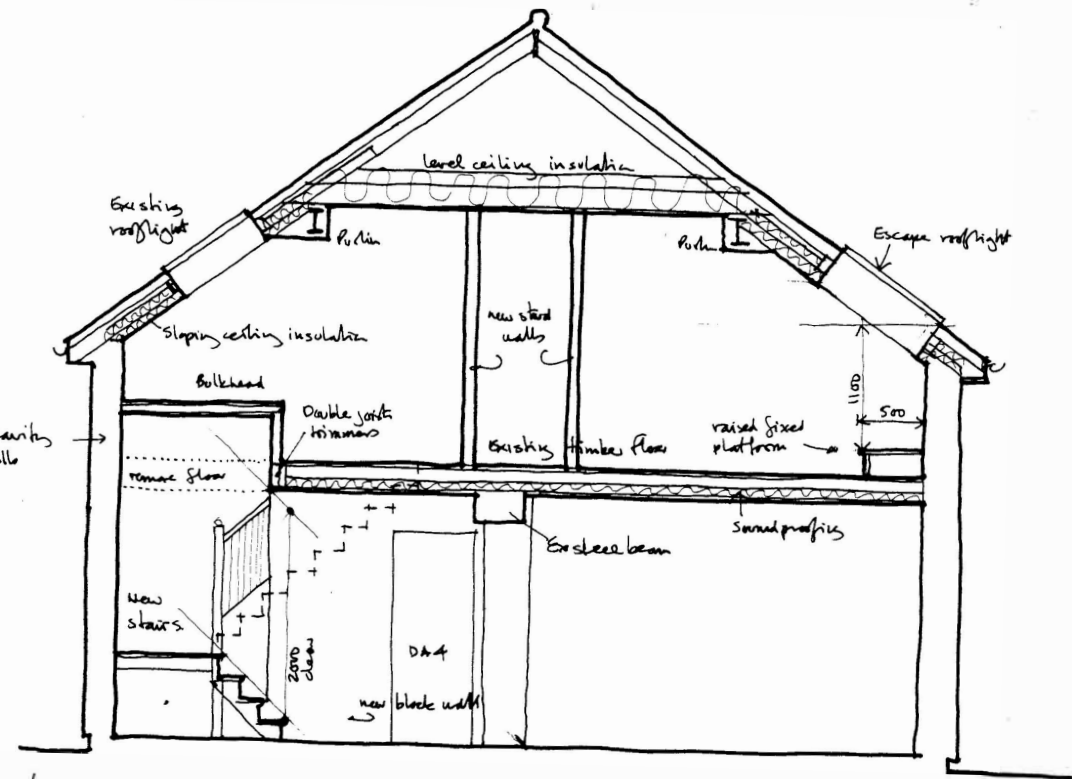 level ceiling insulation
Existing
rooflight
Purlin
Purlin
Escape rooflight
Sloping ceiling insulation
new stud
walls
Bulkhead
Double joist
trimmers
1100
500
raised fixed
platform
Existing timber floor
remove floor
Soundproofing
Ex steel beam
New
stairs
2000
clear
DA4
new block wall